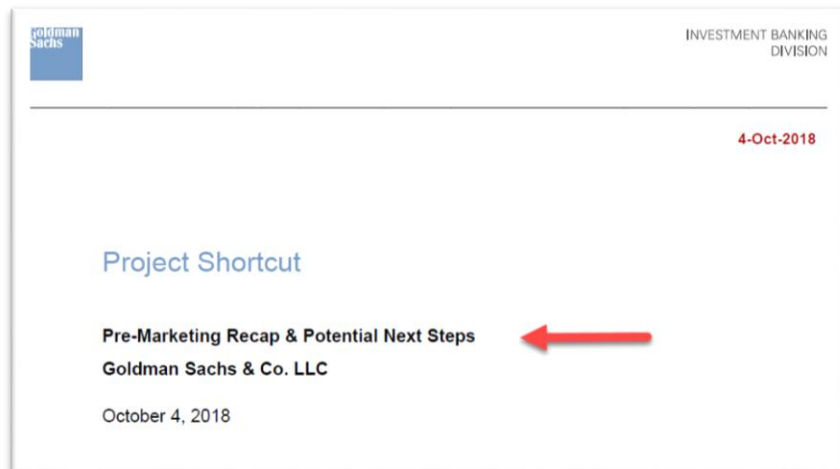 Goldman
Sachs
INVESTMENT BANKING
DIVISION
4-Oct-2018
Project Shortcut
Pre-Marketing Recap & Potential Next Steps
Goldman Sachs & Co. LLC
October 4, 2018